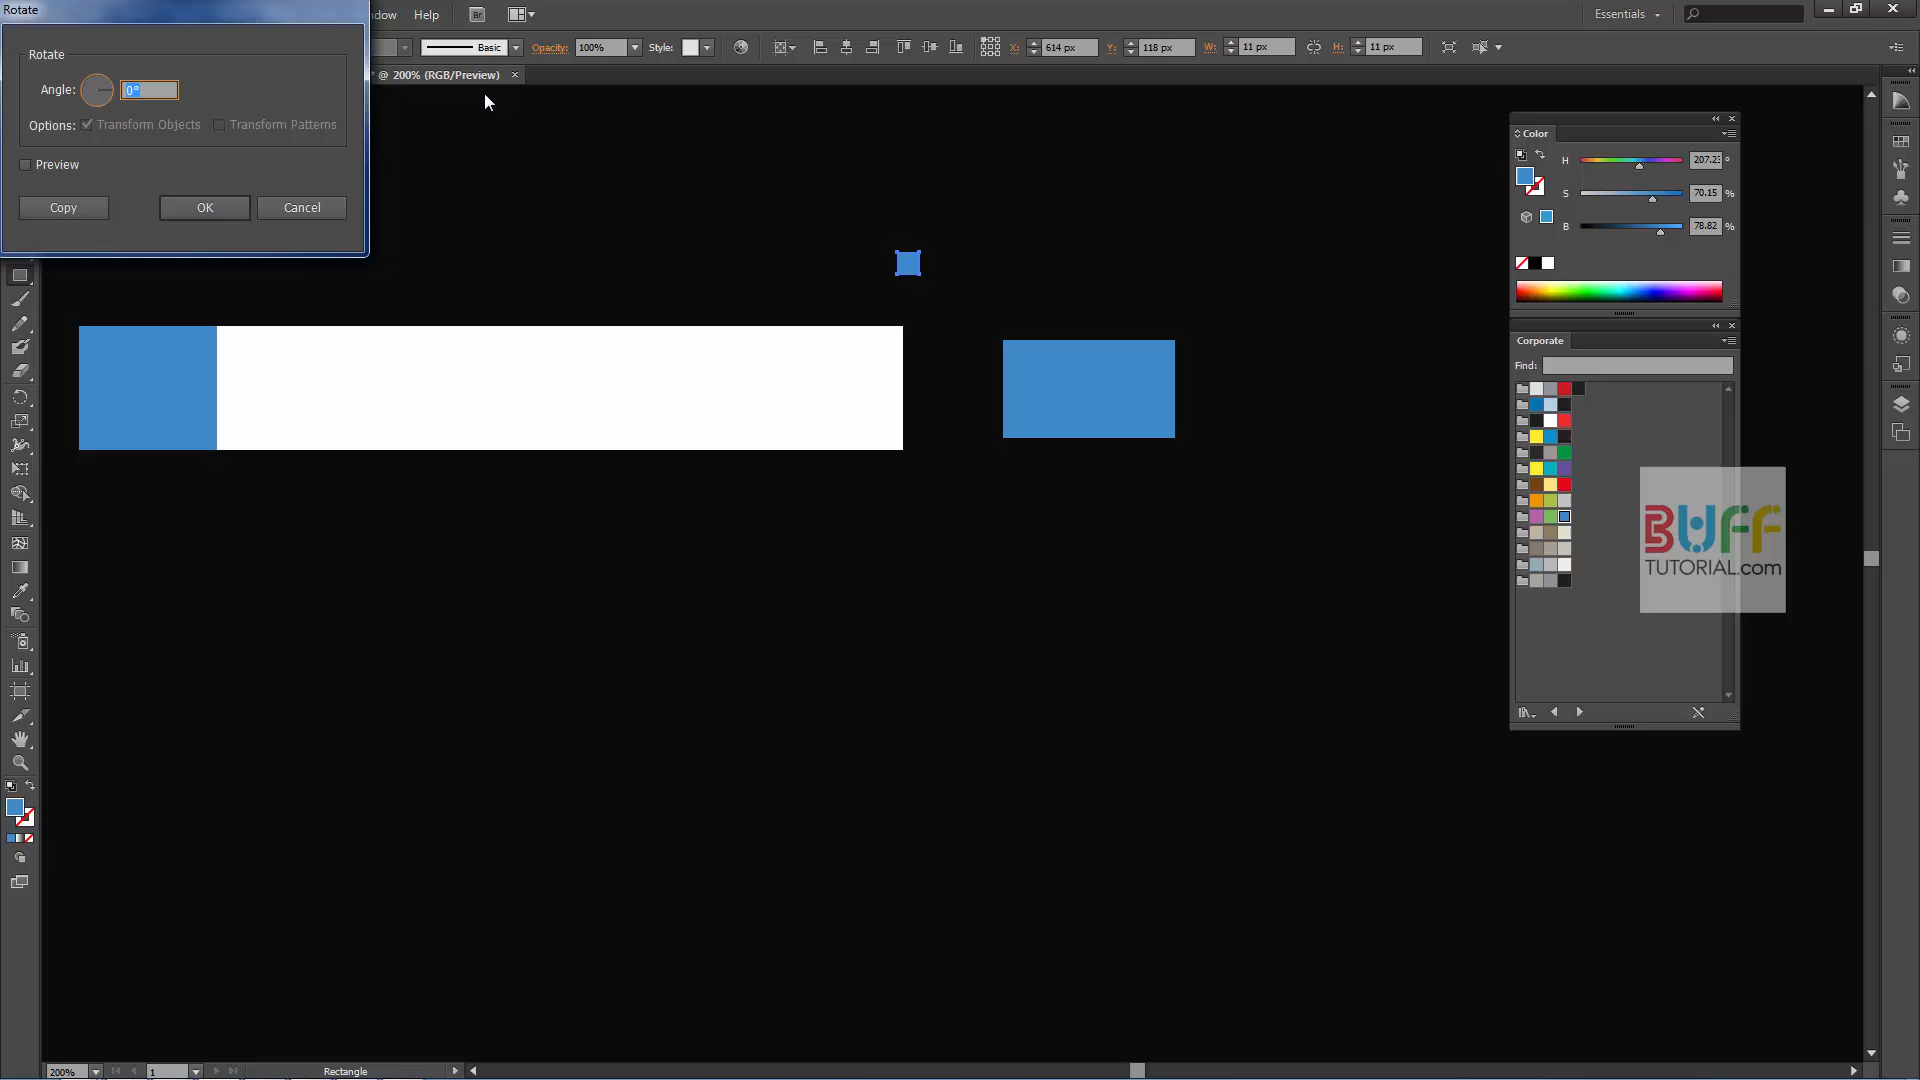 Rotate
ndow
Help
Br
Essentials
Basic
Opacity:
100%
Style:
X:
614 px
Y:
118 px
W:
11 px
H:
11 px
Rotate
Angle:
0°
Options:
Transform Objects
Transform Patterns
Preview
Copy
OK
Cancel
@ 200% (RGB/Preview)
Color
H
207.23
°
S
70.15
%
B
78.82
%
Corporate
Find:
BUFF
TUTORIAL.com
200%
1
Rectangle